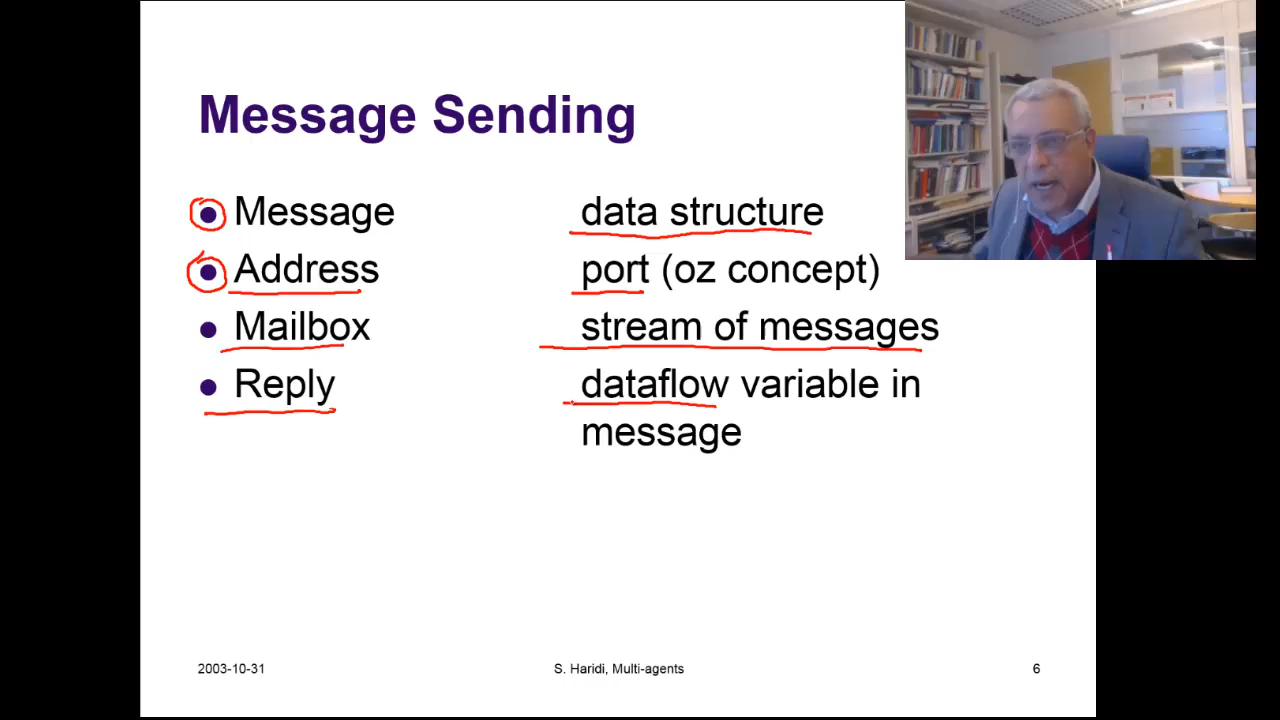 Message Sending
● Message data structure
● Address port (oz concept)
● Mailbox stream of messages
● Reply dataflow variable in
message
2003-10-31 S. Haridi, Multi-agents 6